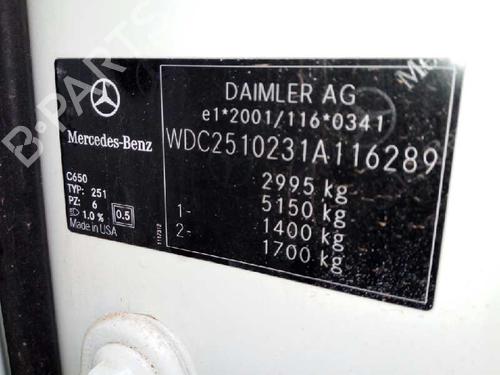 DAIMLER AG
e1*2001/116*0341
Mercedes-Benz
WDC2510231A116289
C650
TYP: 251
PZ: 6
1.0 % 0.5
Made in USA
2995 kg
1- 5150 kg
2- 1400 kg
1700 kg
B-PARTS